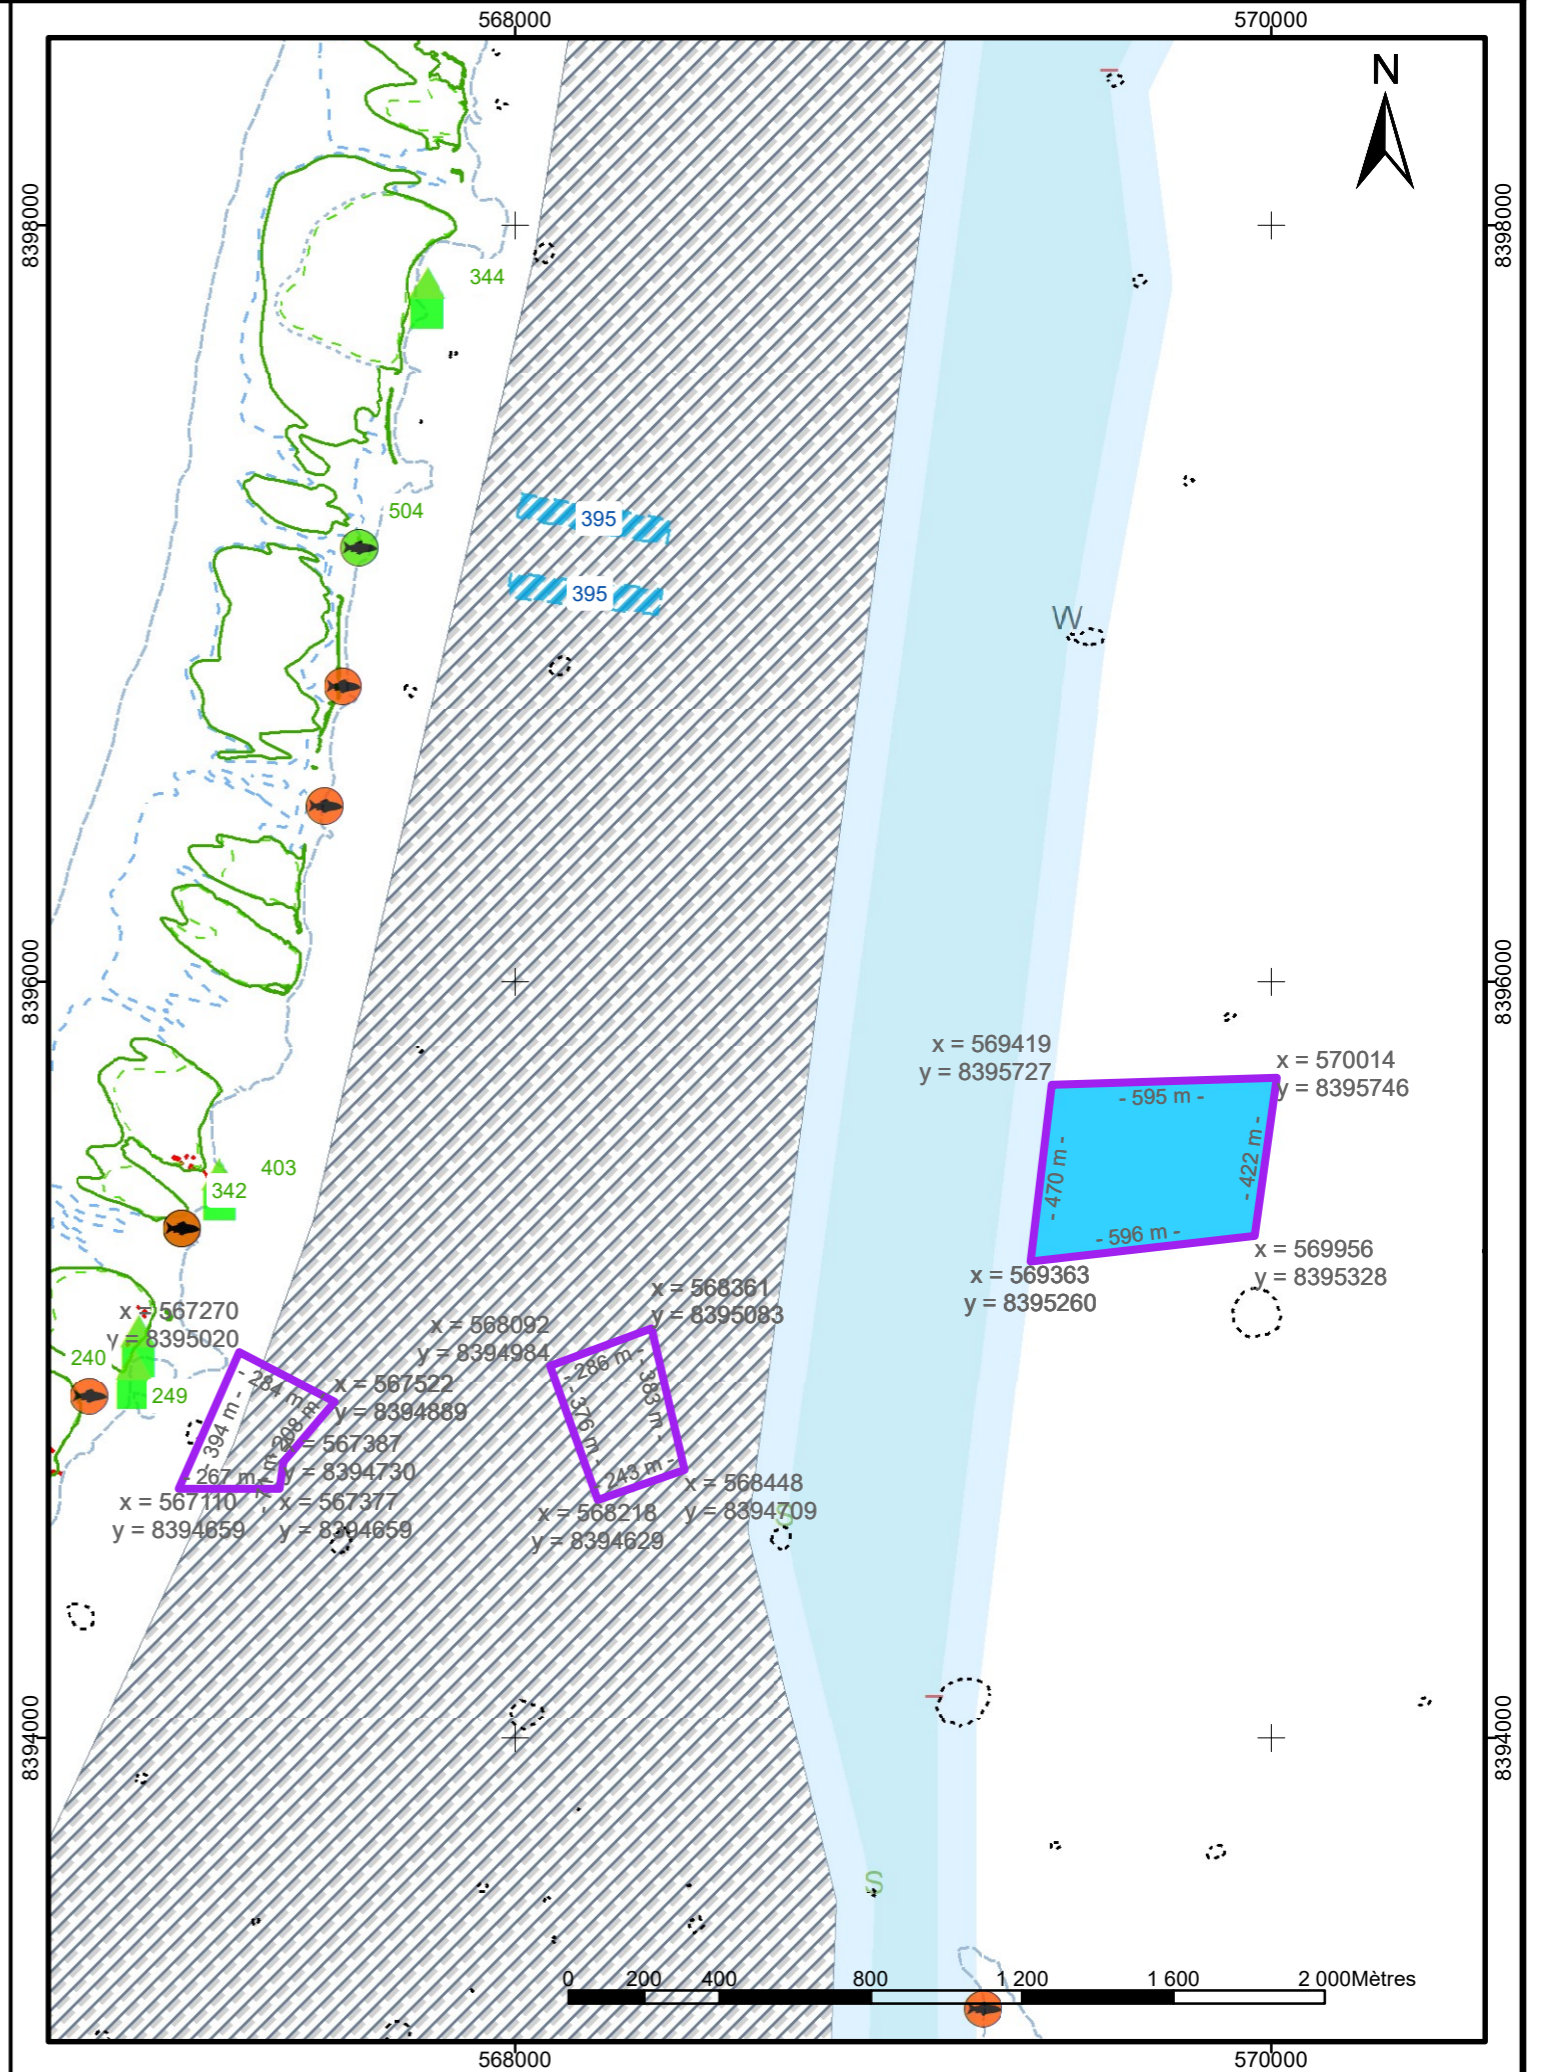 568000
570000
N
8398000
8398000
344
504
395
395
W
8396000
8396000
x = 569419
y = 8395727
x = 570014
y = 8395746
- 595 m -
- 470 m -
- 422 m -
- 596 m -
x = 569363
y = 8395260
x = 569956
y = 8395328
403
342
x = 567270
y = 8395020
240
249
x = 568092
y = 8394984
x = 568361
y = 8395083
- 286 m -
- 376 m -
- 383 m -
- 243 m -
x = 568218
y = 8394629
x = 568448
y = 8394709
S
- 284 m -
- 394 m -
- 267 m -
x = 567522
y = 8394889
x = 567387
y = 8394730
x = 567110
y = 8394659
x = 567377
y = 8394659
8394000
8394000
S
0
200
400
800
1 200
1 600
2 000Mètres
568000
570000